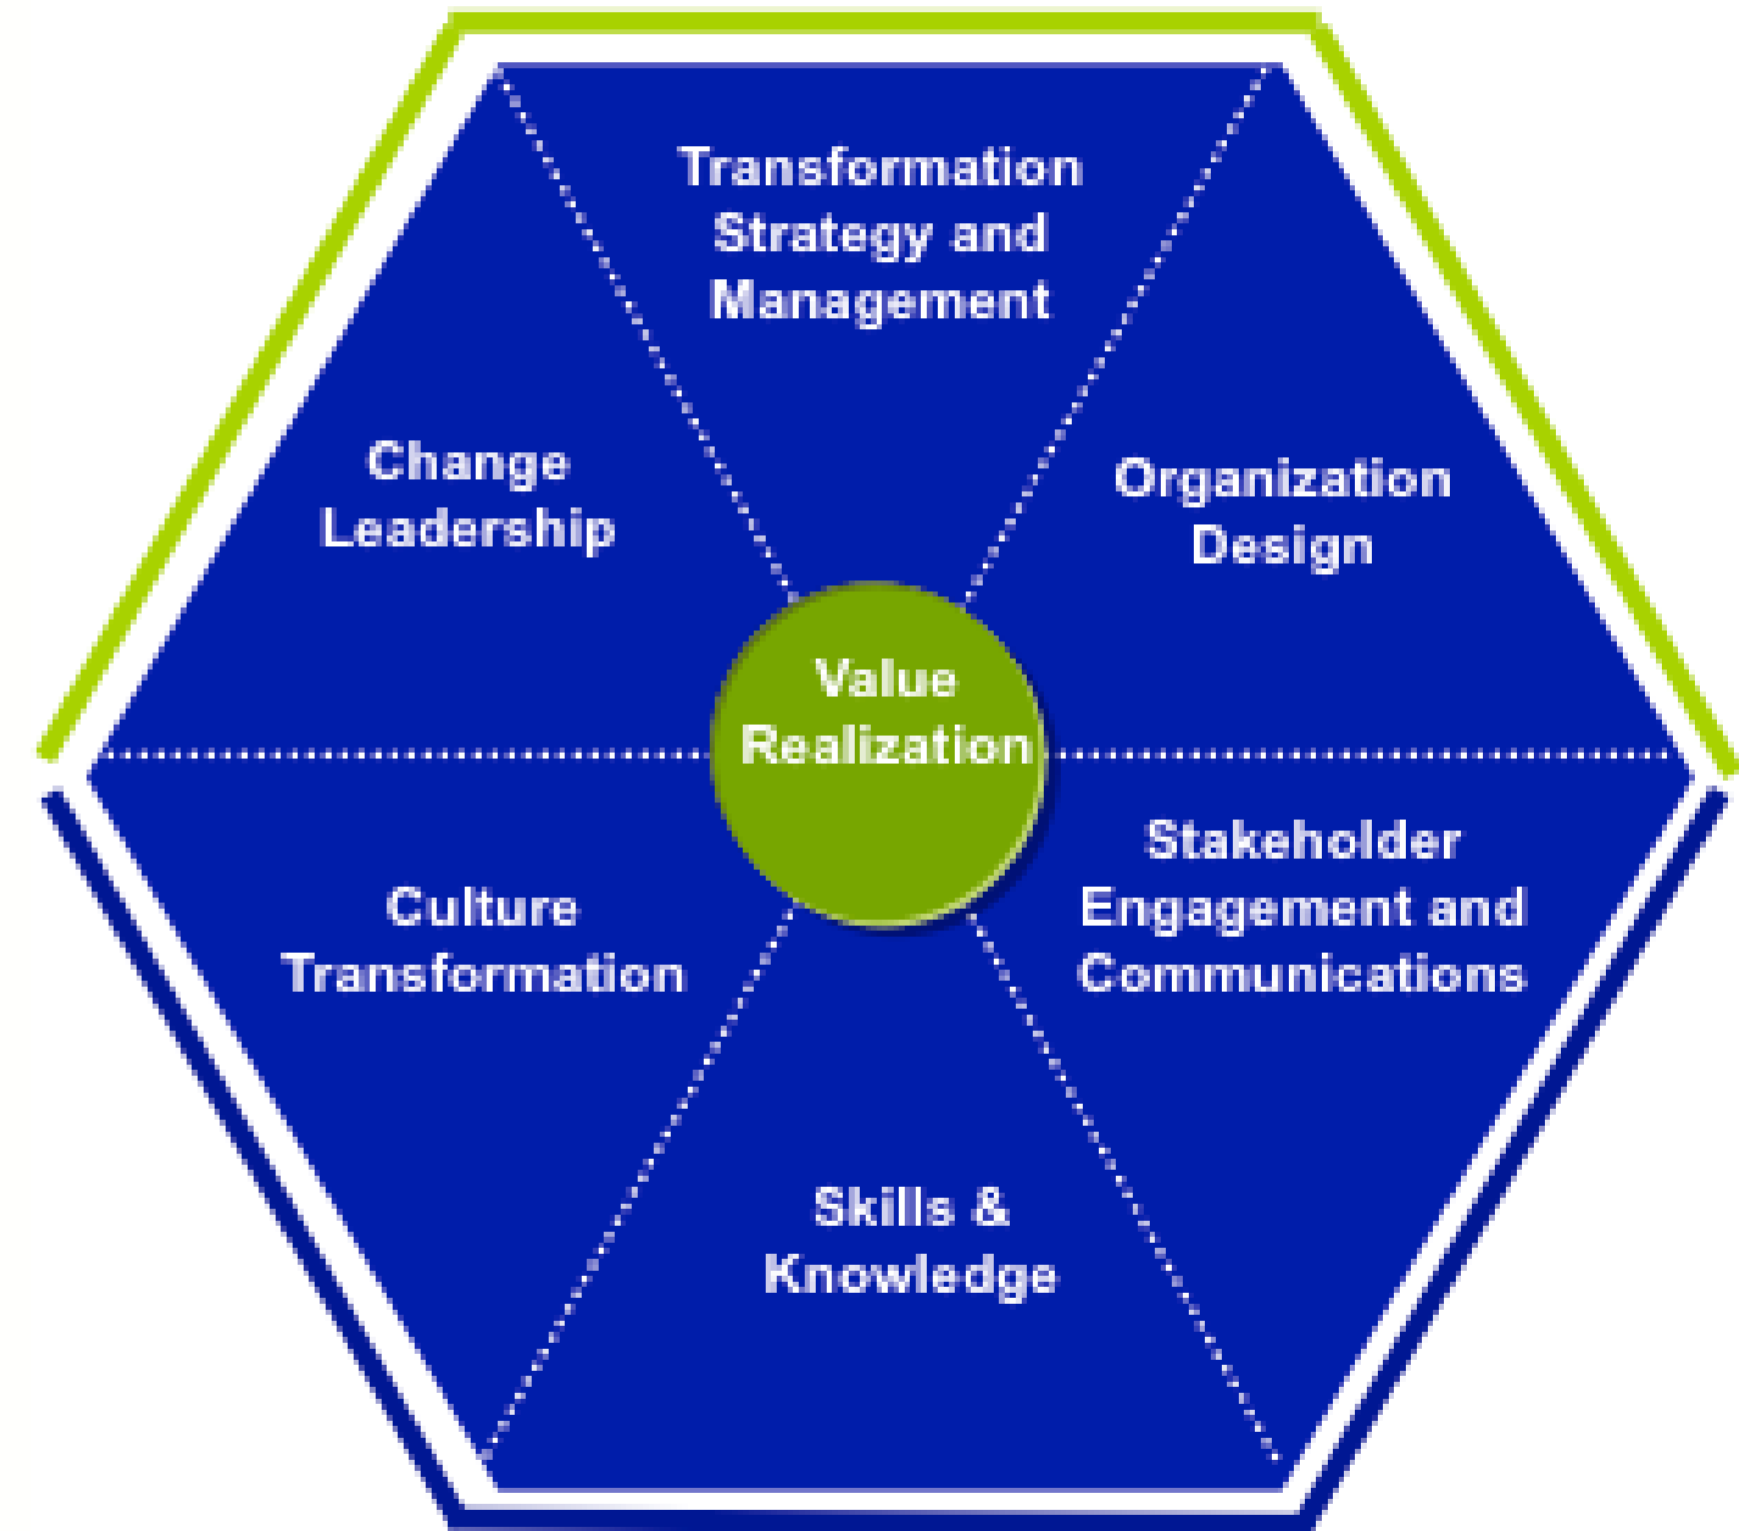 Transformation
Strategy and
Management
Change
Leadership
Organization
Design
Value
Realization
Culture
Transformation
Stakeholder
Engagement and
Communications
Skills &
Knowledge